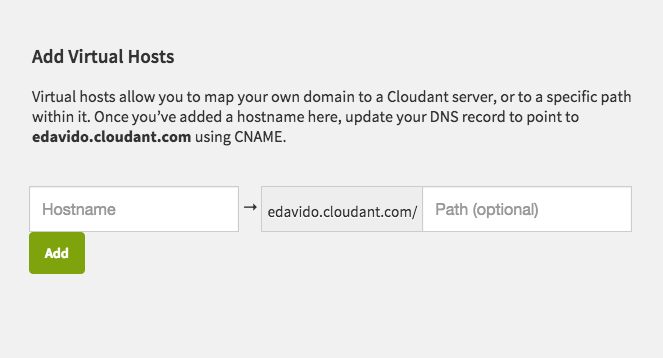 Add Virtual Hosts
Virtual hosts allow you to map your own domain to a Cloudant server, or to a specific path
within it. Once you’ve added a hostname here, update your DNS record to point to
edavido.cloudant.com using CNAME.
Hostname → edavido.cloudant.com/ Path (optional)
Add